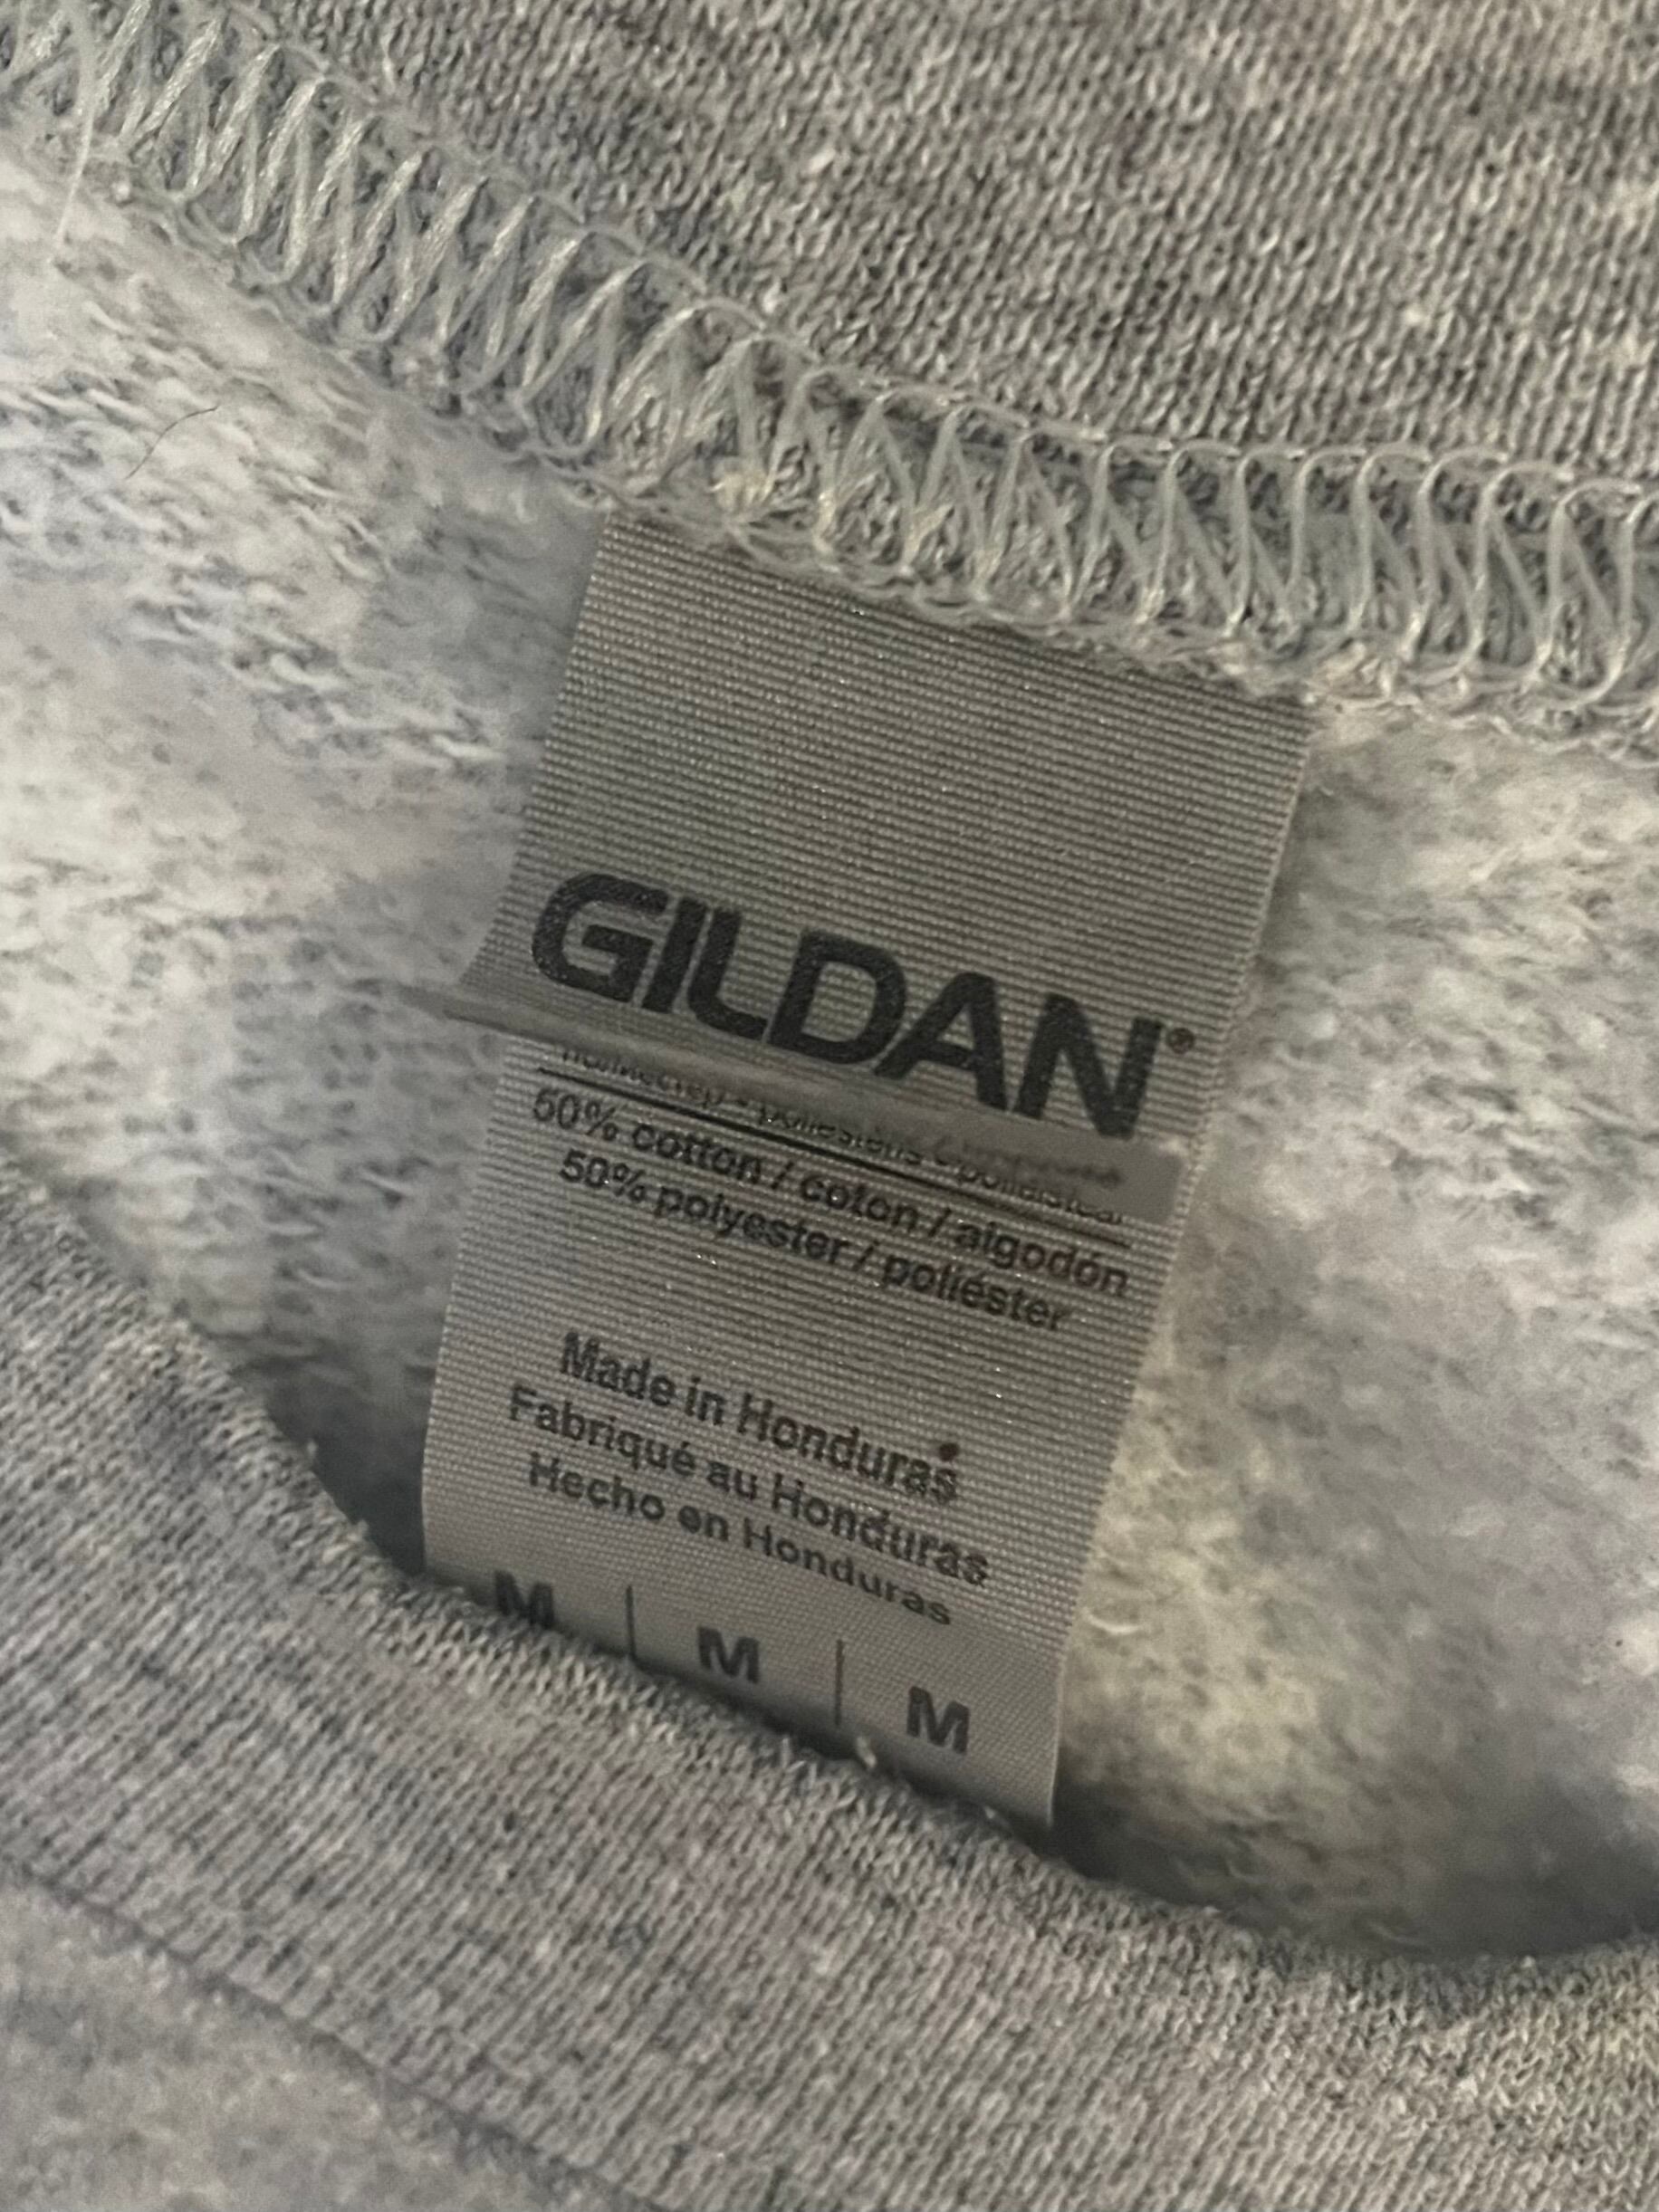 GILDAN®
50% cotton / coton / algodón
50% polyester / poliéster
Made in Honduras
Fabriqué au Honduras
Hecho en Honduras
M | M | M